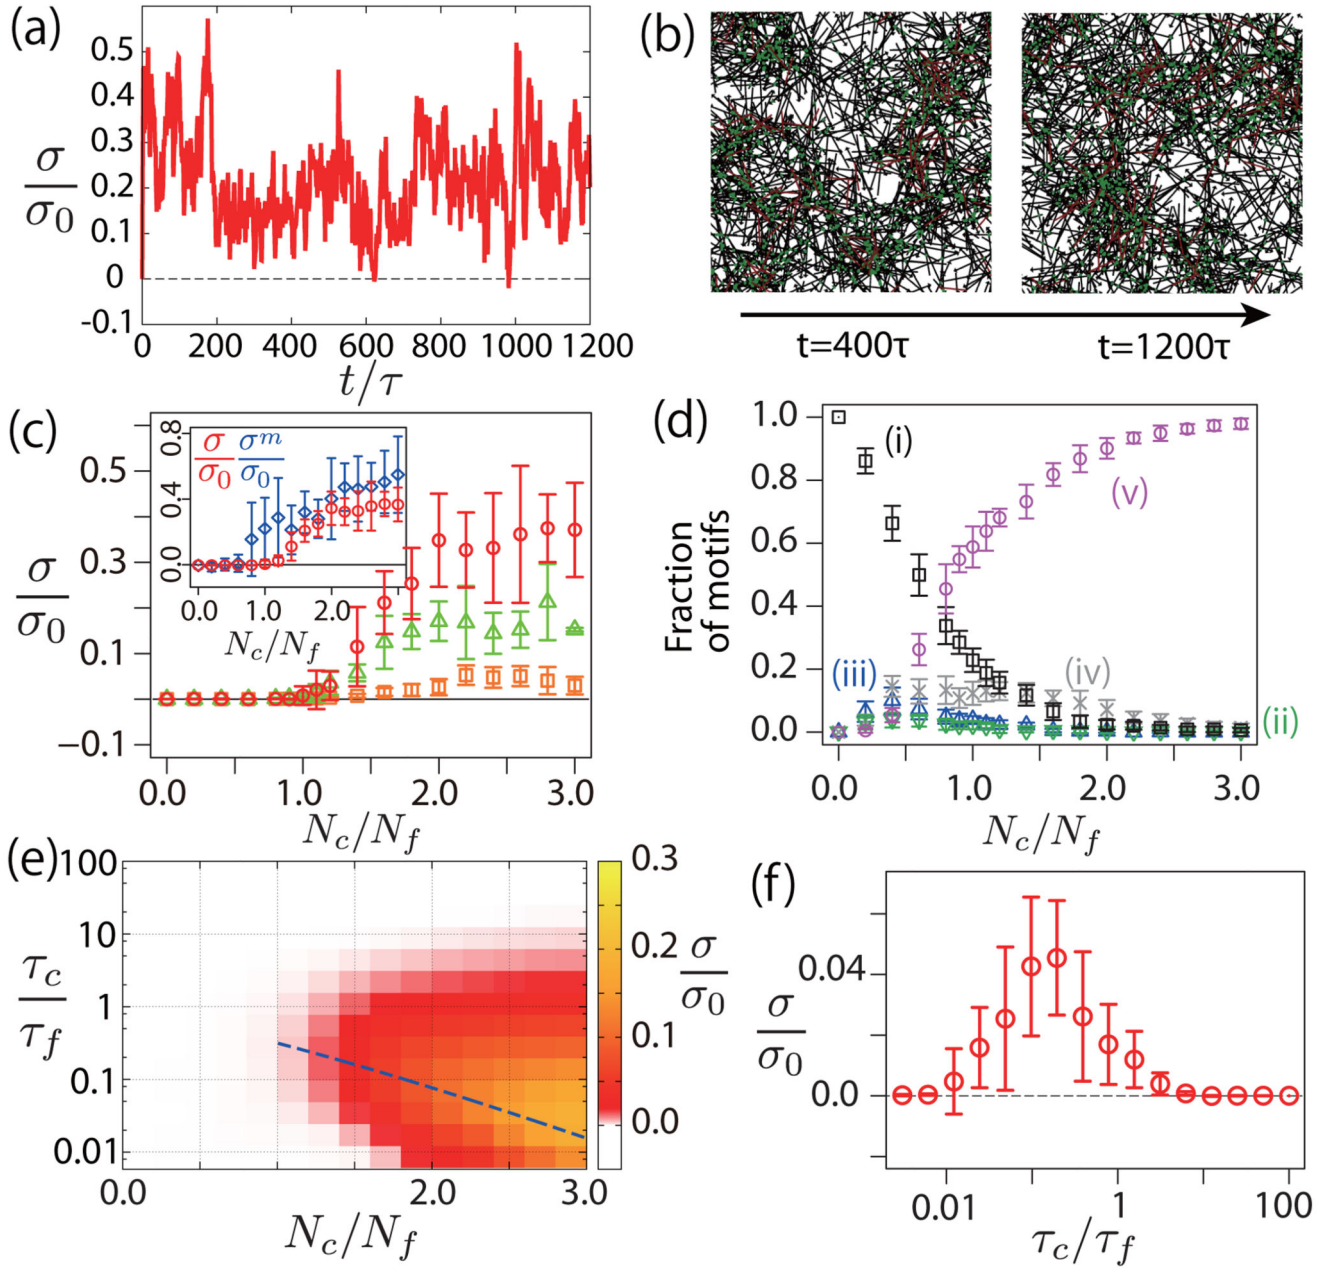 (a)
0.5
0.4
0.3
0.2
0.1
0
-0.1
σ
σ0
0 200 400 600 800 1000 1200
t/τ
(b)
t=400τ t=1200τ
(c)
0.5
0.3
0.1
−0.1
σ
σ0
0.0 1.0 2.0 3.0
Nc/Nf
0.8
0.4
0.0
σ σm
σ0 σ0
0.0 1.0 2.0
Nc/Nf
(d)
1.0
0.8
0.6
0.4
0.2
0.0
Fraction
of motifs
(i)
(v)
(iii)
(iv)
(ii)
0.0 1.0 2.0 3.0
Nc/Nf
(e)
100
10
1
0.1
0.01
τc
τf
0.0 2.0 3.0
Nc/Nf
0.3
0.2
0.1
0.0
σ
σ0
(f)
0.04
0.0
σ
σ0
0.01 1 100
τc/τf